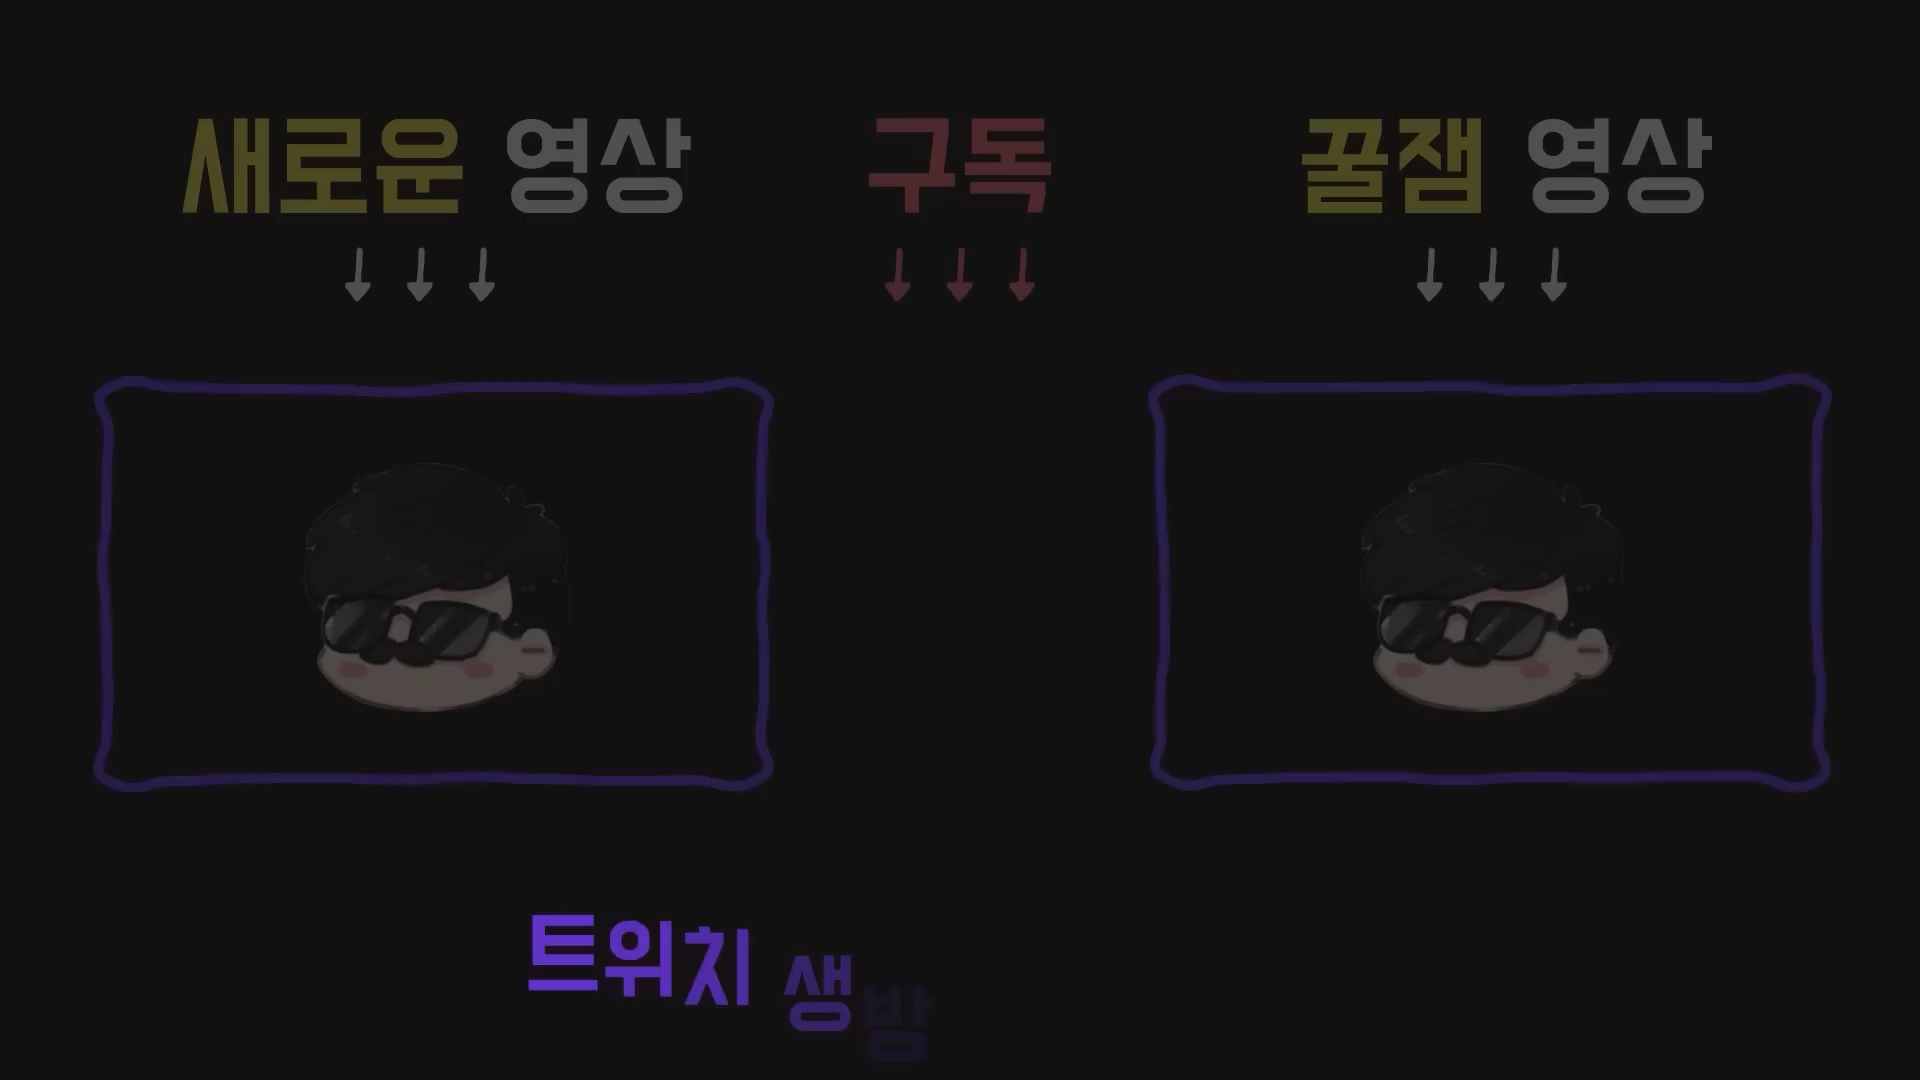 새로운 영상
구독
꿀잼 영상
트위치 생방